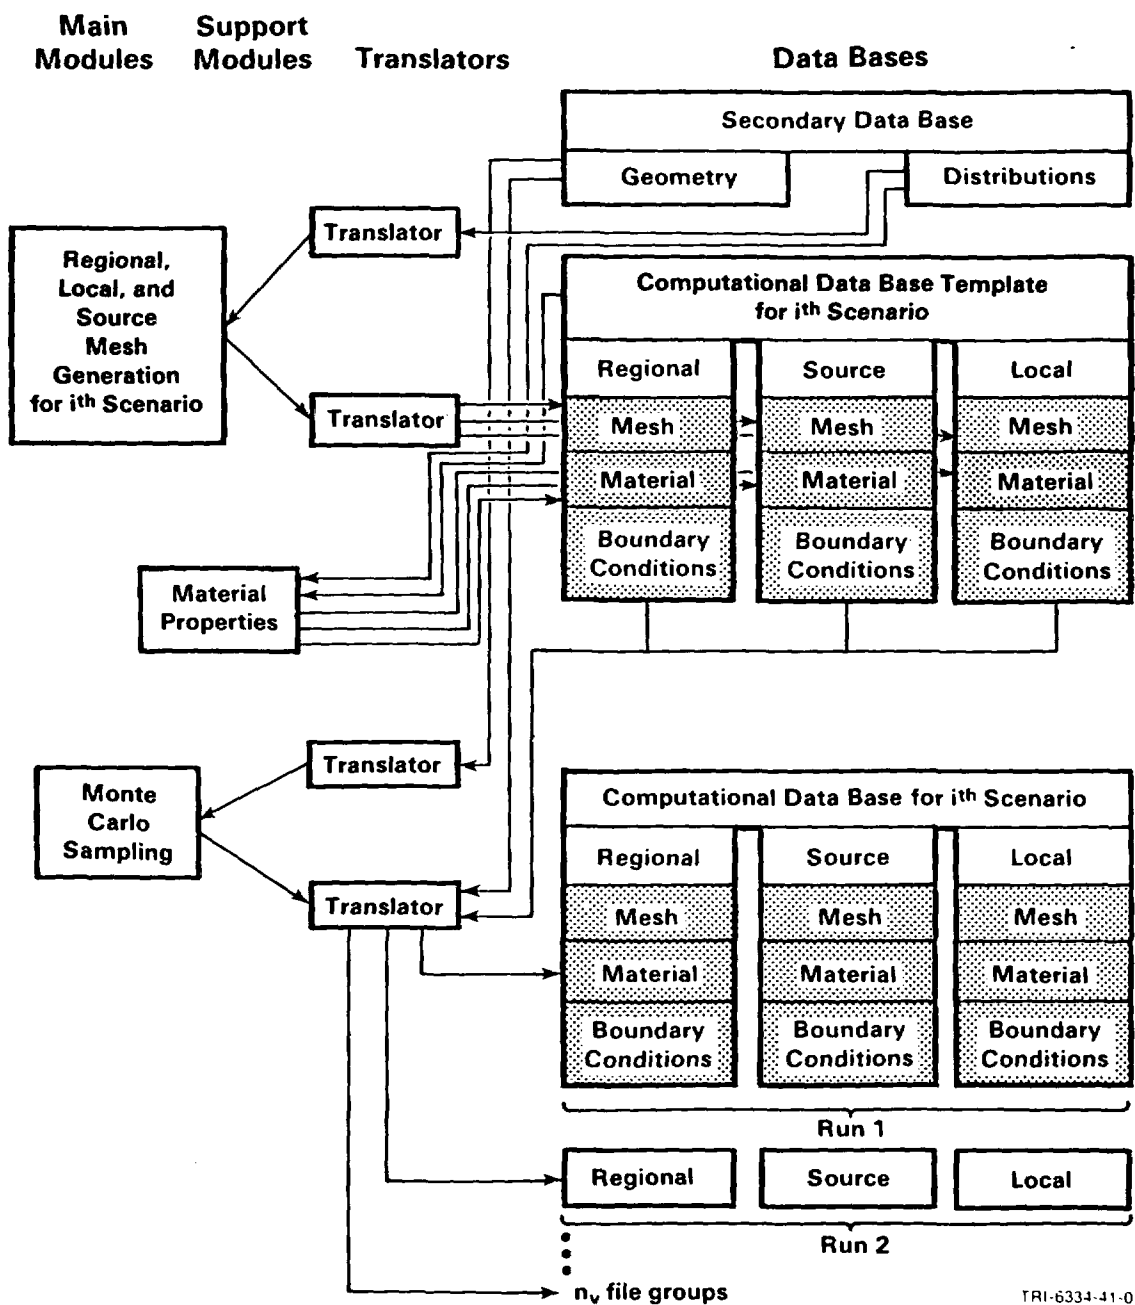 Main Modules
Support Modules
Translators
Data Bases
Secondary Data Base
Geometry
Distributions
Translator
Regional,
Local, and
Source
Mesh
Generation
for ith Scenario
Computational Data Base Template
for ith Scenario
Regional
Source
Local
Translator
Mesh
Mesh
Mesh
Material
Material
Material
Boundary
Conditions
Boundary
Conditions
Boundary
Conditions
Material
Properties
Translator
Monte
Carlo
Sampling
Computational Data Base for ith Scenario
Regional
Source
Local
Translator
Mesh
Mesh
Mesh
Material
Material
Material
Boundary
Conditions
Boundary
Conditions
Boundary
Conditions
Run 1
Regional
Source
Local
Run 2
nv file groups
TRI-6334-41-0